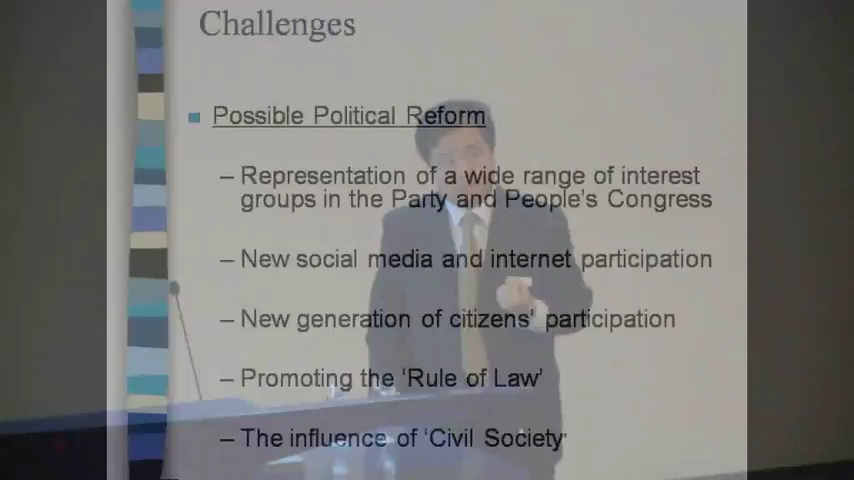 Challenges
Possible Political Reform
– Representation of a wide range of interest
groups in the Party and People's Congress
– New social media and internet participation
– New generation of citizens' participation
– Promoting the 'Rule of Law'
– The influence of 'Civil Society'